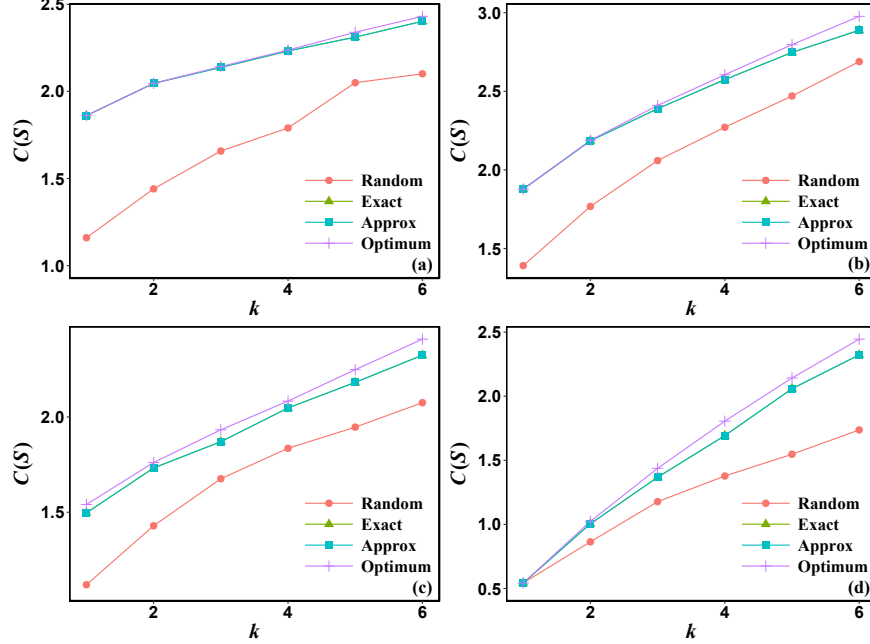 2.5
2.0
1.5
1.0
C(S)
Random
Exact
Approx
Optimum
(a)
2
4
6
k
3.0
2.5
2.0
1.5
C(S)
Random
Exact
Approx
Optimum
(b)
2
4
6
k
2.0
1.5
C(S)
Random
Exact
Approx
Optimum
(c)
2
4
6
k
2.5
2.0
1.5
1.0
0.5
C(S)
Random
Exact
Approx
Optimum
(d)
2
4
6
k